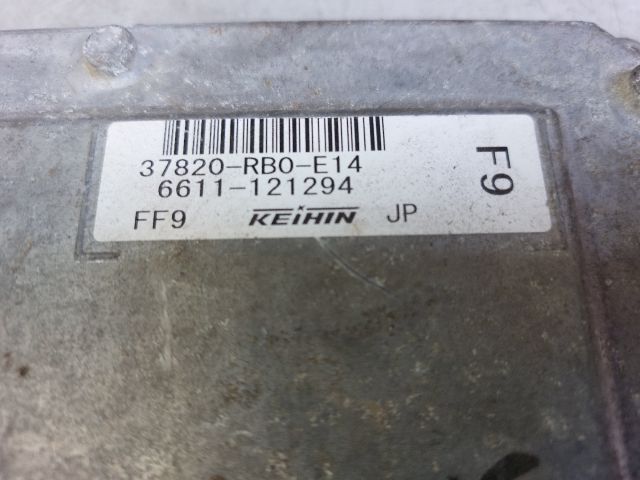 37820-RB0-E14
6611-121294
FF9 KEIHIN JP
F9